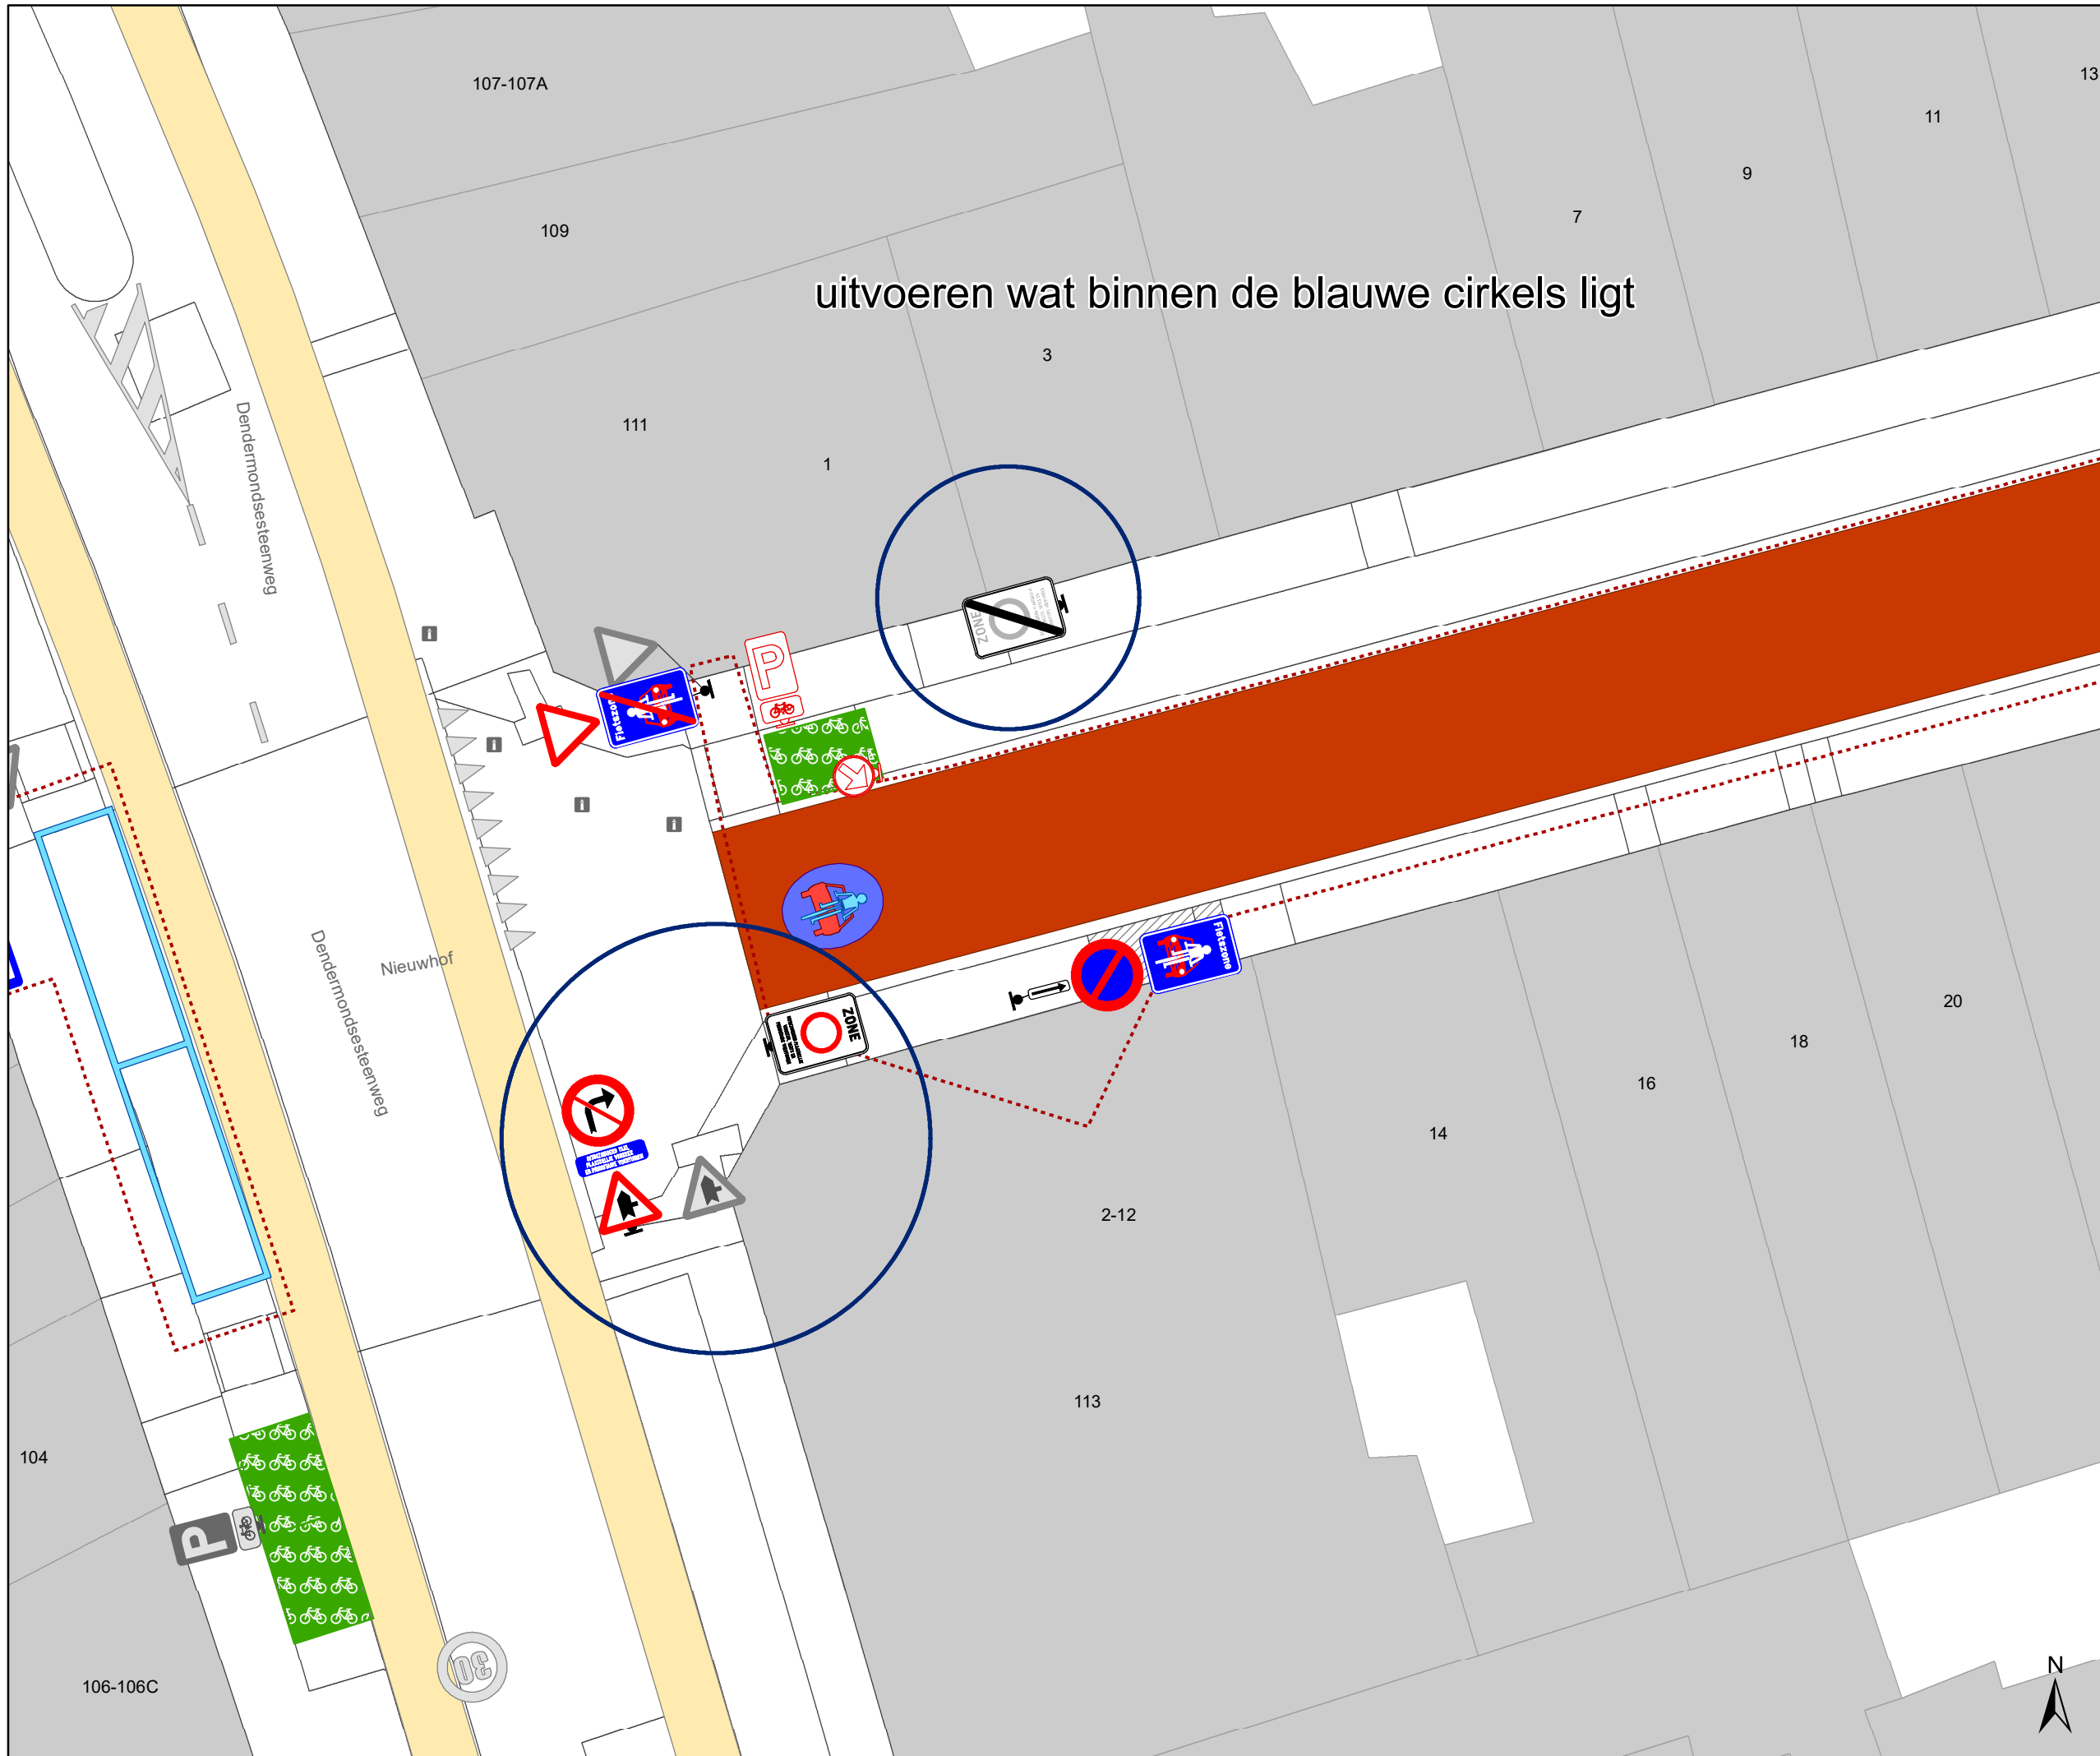 107-107A
13
11
9
109
7
uitvoeren wat binnen de blauwe cirkels ligt
3
111
1
Dendermondsesteenweg
ZONE
P
Fietszone
Nieuwhof
Dendermondsesteenweg
Fietszone
ZONE
20
18
16
14
2-12
113
104
P
30
106-106C
N